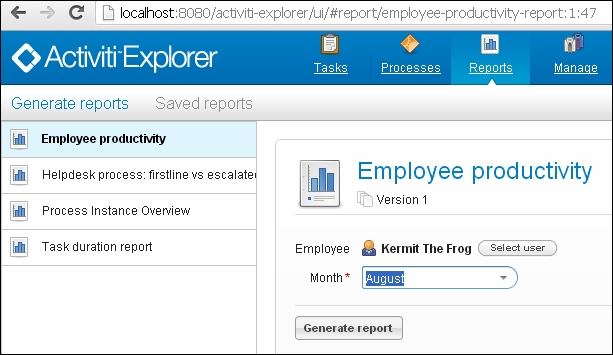 localhost:8080/activiti-explorer/ui/#report/employee-productivity-report:1:47
Activiti Explorer
Tasks Processes Reports Manage
Generate reports Saved reports
Employee productivity
Helpdesk process: firstline vs escalate
Process Instance Overview
Task duration report
Employee productivity
Version 1
Employee Kermit The Frog Select user
Month * August
Generate report